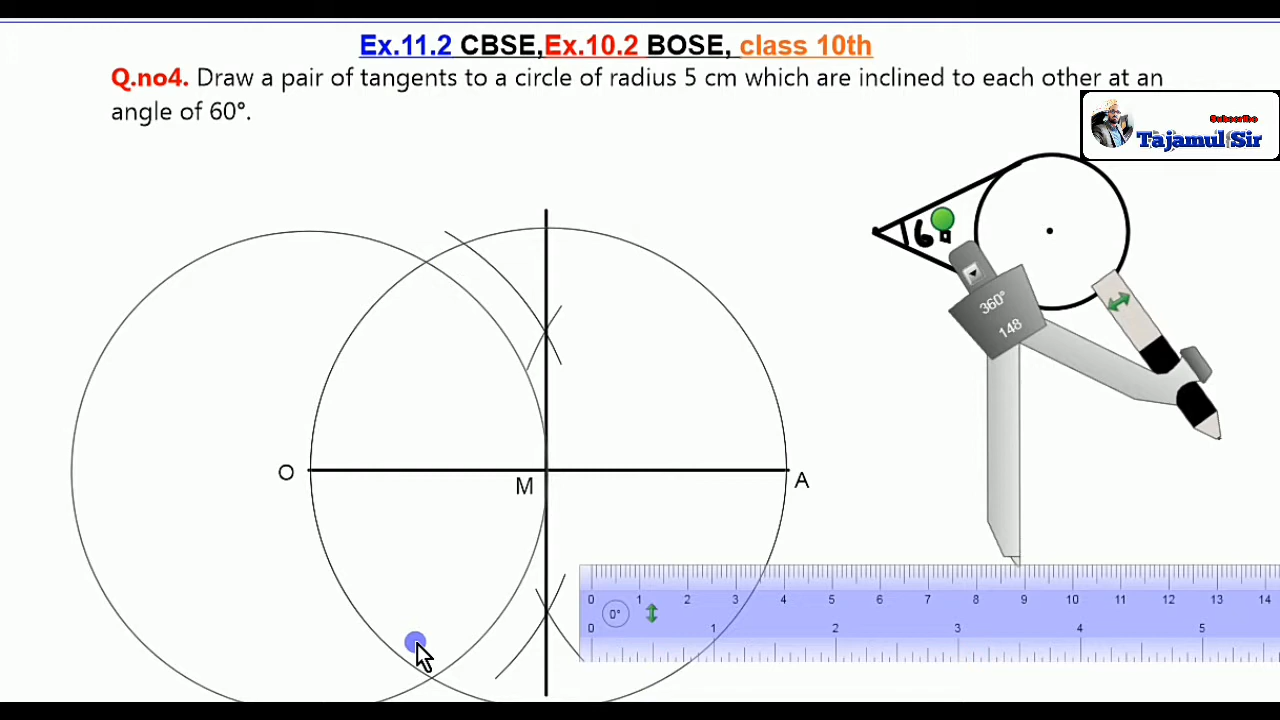 Ex.11.2 CBSE,Ex.10.2 BOSE, class 10th
Q.no4. Draw a pair of tangents to a circle of radius 5 cm which are inclined to each other at an
angle of 60°.
Subscribe
Tajamul Sir
6
360°
148
O
M
A
0 1 2 3 4 5 6 7 8 9 10 11 12 13 14
0°
0 1 2 3 4 5